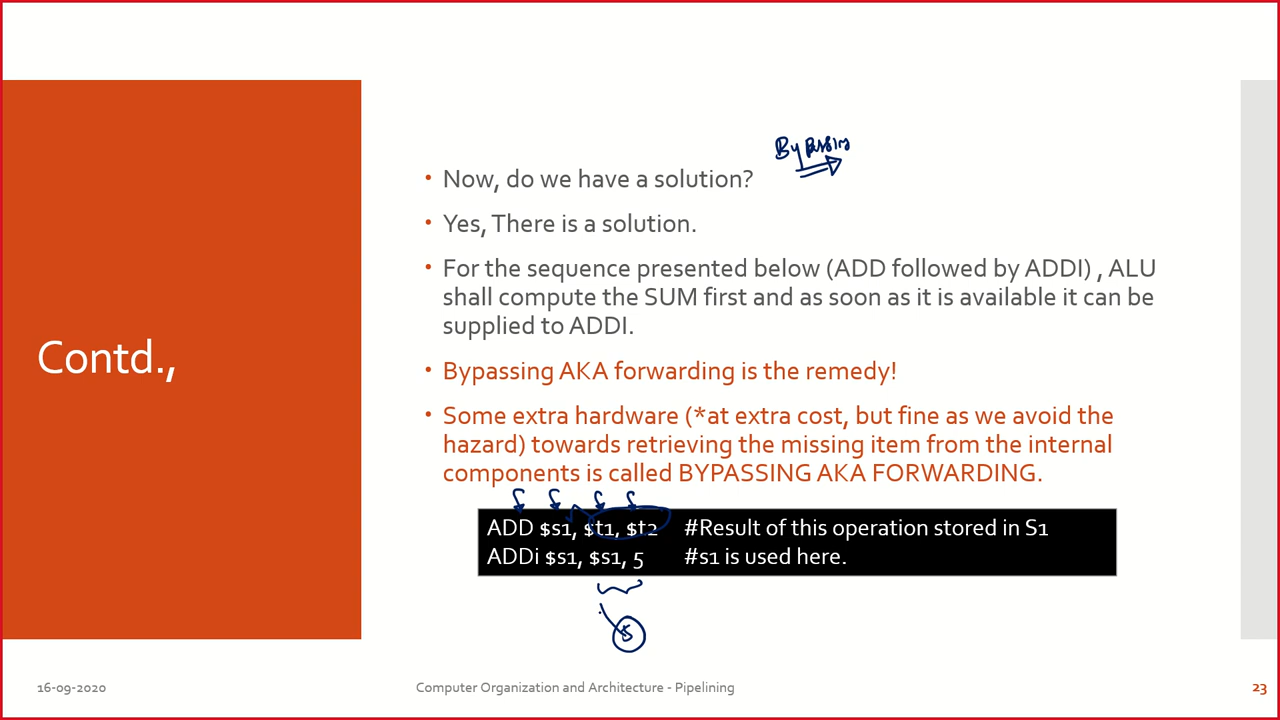 Contd.,
Bypassing
• Now, do we have a solution?
• Yes, There is a solution.
• For the sequence presented below (ADD followed by ADDI) , ALU
shall compute the SUM first and as soon as it is available it can be
supplied to ADDI.
• Bypassing AKA forwarding is the remedy!
• Some extra hardware (*at extra cost, but fine as we avoid the
hazard) towards retrieving the missing item from the internal
components is called BYPASSING AKA FORWARDING.
ADD $s1, $t1, $t2 #Result of this operation stored in S1
ADDi $s1, $s1, 5 #s1 is used here.
5
16-09-2020 Computer Organization and Architecture - Pipelining 23